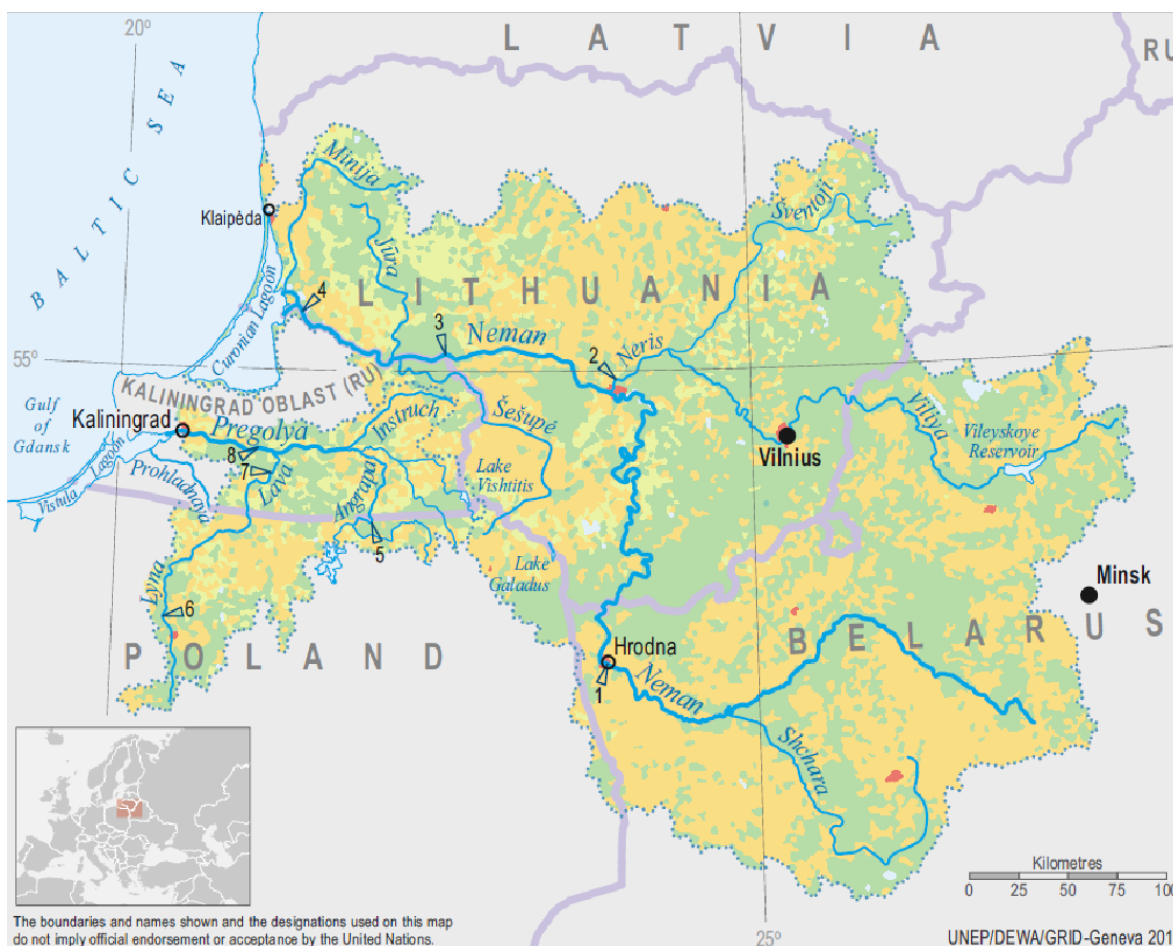 20°
LATVIA
RU
BALTIC SEA
Minija
Klaipėda
Šventoji
Jūra
Curonian Lagoon
LITHUANIA
4
3
Neman
2
Neris
55°
KALININGRAD OBLAST (RU)
Gulf
of
Gdansk
Kaliningrad
Pregolya
Instruch
Šešupé
Viliya
Vileyskoye
Reservoir
8
7
Vilnius
Vistula Lagoon
Prohladnaya
Lava
Angrapa
Lake
Vishtitis
5
Lake
Galadus
Minsk
Lyna
6
POLAND
BELARUS
Hrodna
1
Neman
Shchara
Kilometres
0 25 50 75 100
The boundaries and names shown and the designations used on this map
do not imply official endorsement or acceptance by the United Nations.
25°
UNEP/DEWA/GRID-Geneva 201